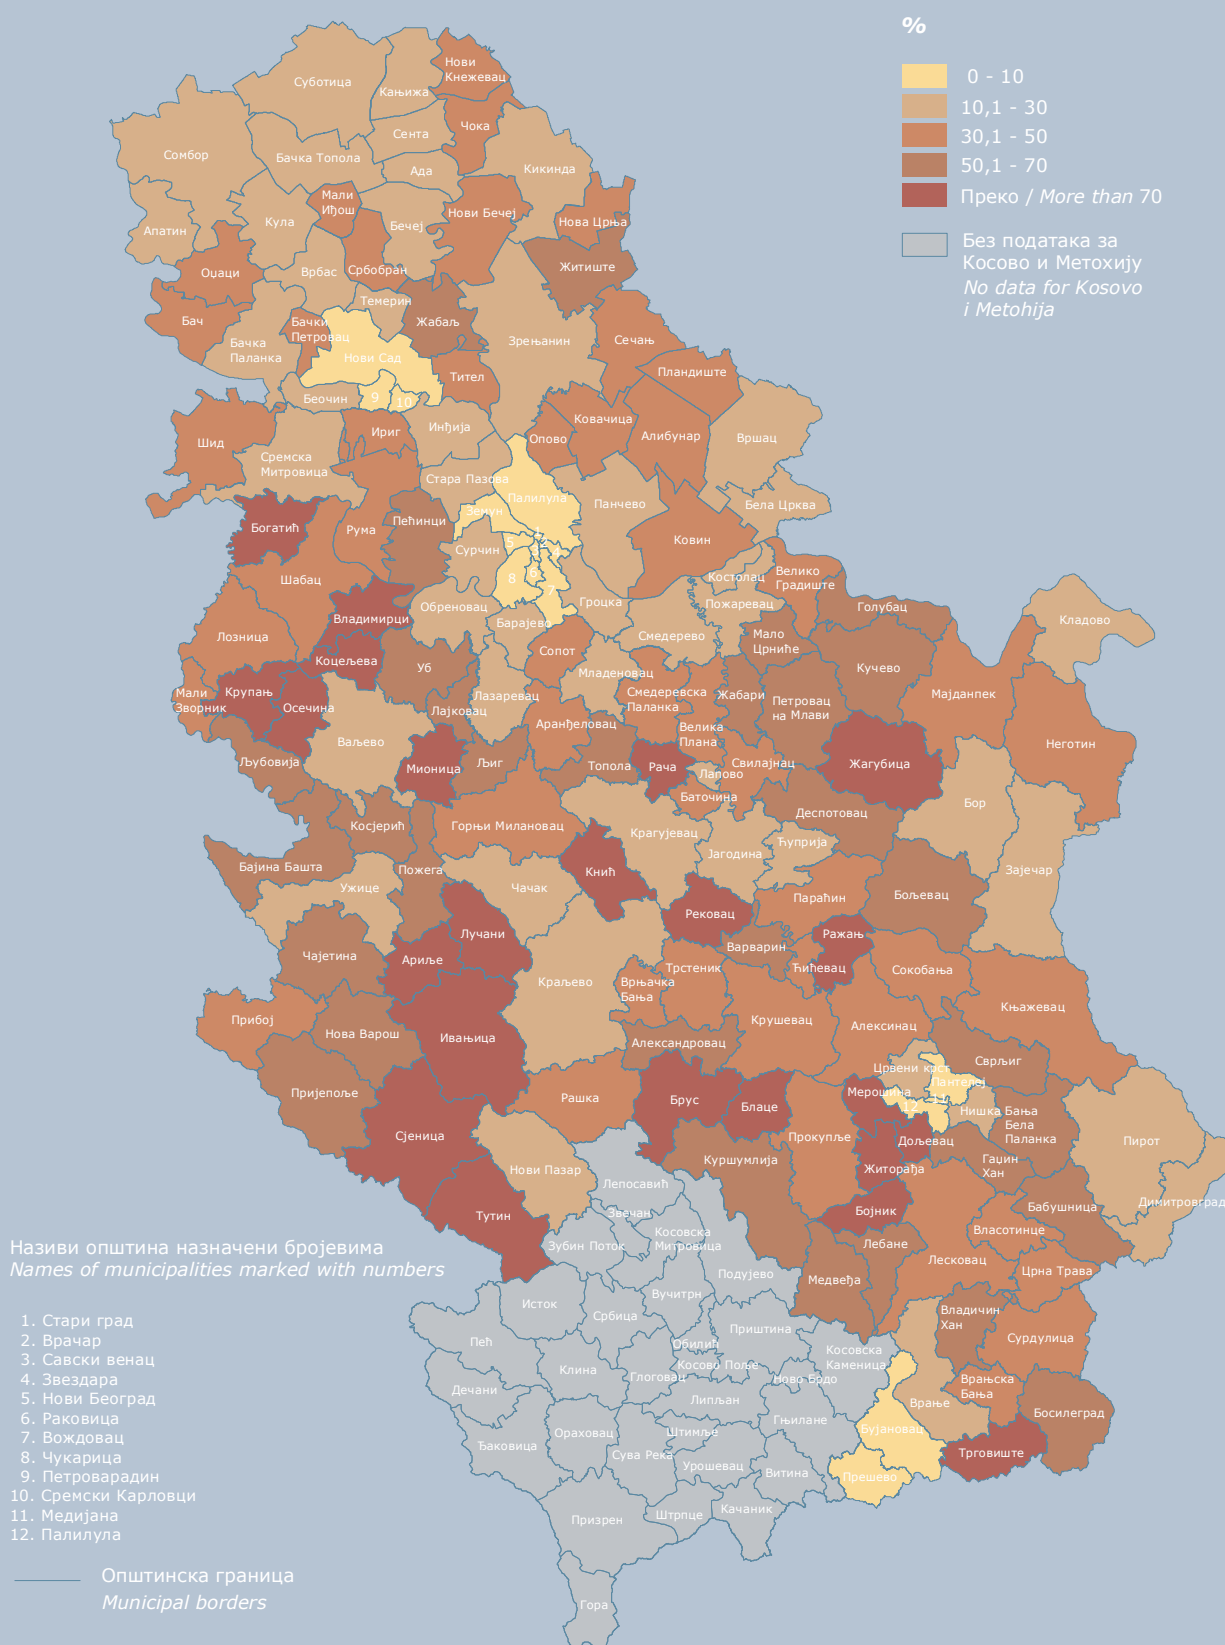 %
0 - 10
10,1 - 30
30,1 - 50
50,1 - 70
Преко / More than 70
Без података за
Косово и Метохију
No data for Kosovo
i Metohija
Суботица
Кањижа
Нови
Кнежевац
Сента
Чока
Сомбор
Бачка Топола
Ада
Кикинда
Мали
Иђош
Апатин
Кула
Бечеј
Нови Бечеј
Нова Црња
Оџаци
Врбас
Србобран
Житиште
Темерин
Бач
Бачки
Петровац
Жабаљ
Бачка
Паланка
Нови Сад
Зрењанин
Сечањ
Тител
Пландиште
Беочин
9
10
Шид
Ириг
Инђија
Опово
Ковачица
Алибунар
Вршац
Сремска
Митровица
Стара Пазова
Палилула
Панчево
Бела Црква
Богатић
Рума
Пећинци
Земун
1
2
3
4
5
6
7
8
Сурчин
Ковин
Шабац
Костолац
Велико
Градиште
Владимирци
Обреновац
Барајево
Гроцка
Пожаревац
Голубац
Кладово
Лозница
Смедерево
Мало
Црниће
Коцељева
Уб
Сопот
Кучево
Мали
Зворник
Крупањ
Осечина
Лазаревац
Лајковац
Младеновац
Смедеревска
Паланка
Жабари
Петровац
на Млави
Мајданпек
Ваљево
Аранђеловац
Велика
Плана
Неготин
Љубовија
Мионица
Љиг
Топола
Рача
Лапово
Свилајнац
Жагубица
Баточина
Бор
Косјерић
Горњи Милановац
Крагујевац
Деспотовац
Јагодина
Ћуприја
Бајина Башта
Пожега
Ужице
Чачак
Кнић
Зајечар
Параћин
Бољевац
Рековац
Лучани
Ражањ
Варварин
Чајетина
Ариље
Трстеник
Ћићевац
Сокобања
Краљево
Врњачка
Бања
Књажевац
Прибој
Нова Варош
Ивањица
Крушевац
Алексинац
Александровац
Сврљиг
Црвени крст
Пантелеј
Пријепоље
Рашка
Брус
Блаце
Мерошина
11
12
Нишка Бања
Бела
Паланка
Сјеница
Прокупље
Дољевац
Пирот
Куршумлија
Житорађа
Гаџин
Хан
Нови Пазар
Лепосавић
Димитровград
Тутин
Звечан
Бојник
Бабушница
Зубин Поток
Косовска
Митровица
Лебане
Власотинце
Лесковац
Црна Трава
Подујево
Медвеђа
Исток
Србица
Вучитрн
Владичин
Хан
Пећ
Приштина
Обилић
Косовска
Каменица
Сурдулица
Клина
Глоговац
Косово Поље
Ново Брдо
Врањска
Бања
Дечани
Липљан
Врање
Босилеград
Гњилане
Бујановац
Ђаковица
Ораховац
Штимље
Сува Река
Урошевац
Витина
Трговиште
Прешево
Призрен
Штрпце
Качаник
Гора
Називи општина назначени бројевима
Names of municipalities marked with numbers
1. Стари град
2. Врачар
3. Савски венац
4. Звездара
5. Нови Београд
6. Раковица
7. Вождовац
8. Чукарица
9. Петроварадин
10. Сремски Карловци
11. Медијана
12. Палилула
Општинска граница
Municipal borders